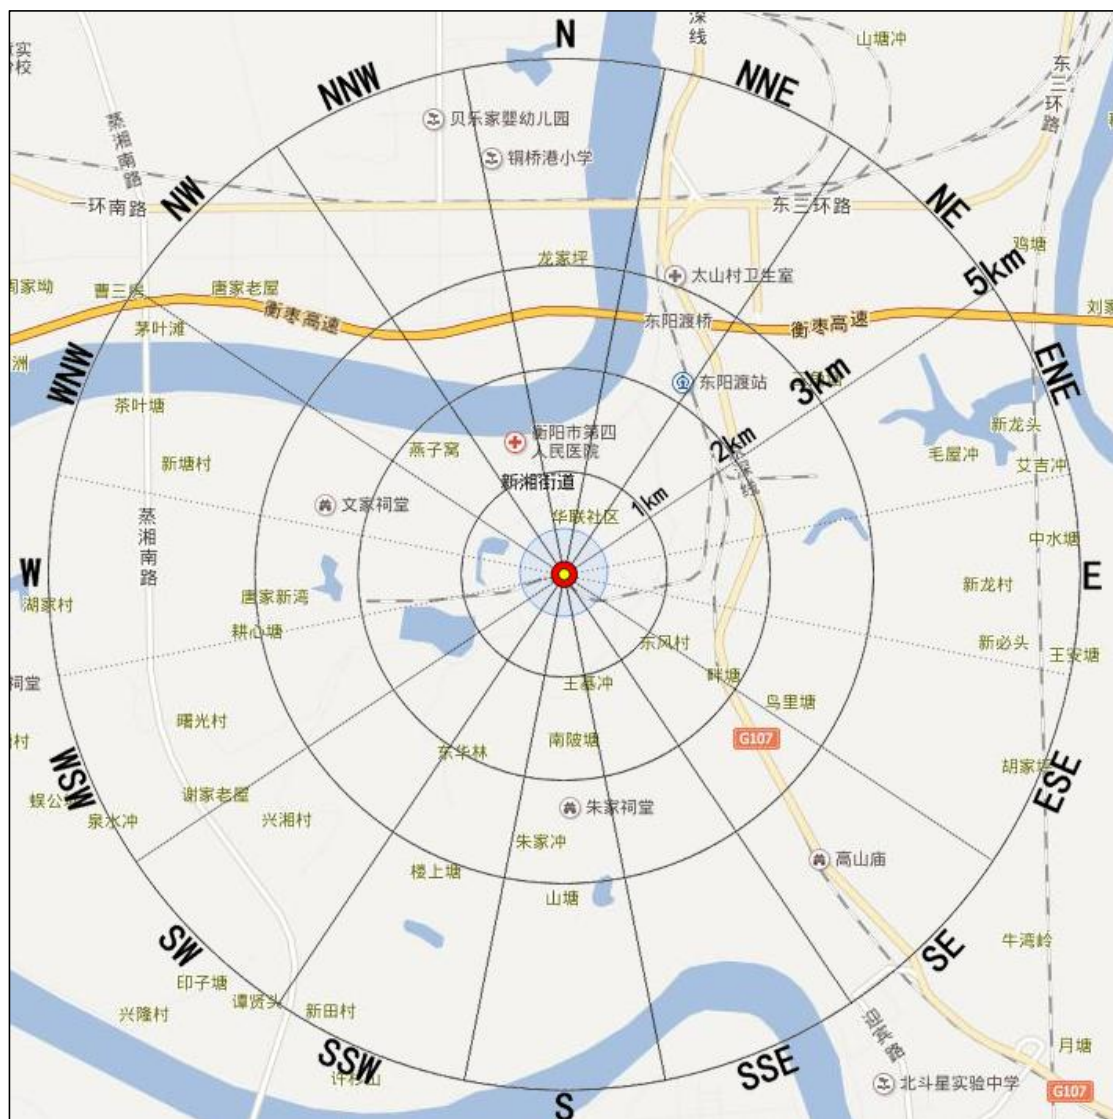 N
深线
山塘冲
NNW
NNE
东三环路
贝乐家婴幼儿园
蒸湘南路
铜桥港小学
NW
NE
一环南路
东三环路
龙家坪
鸡塘
太山村卫生室
5km
曹三房
唐家老屋
衡枣高速
东阳渡桥
衡枣高速
茅叶滩
洲
WNW
ENE
东阳渡站
3km
茶叶塘
新龙头
燕子窝
衡阳市第四
人民医院
2km
毛屋冲
艾吉冲
新塘村
新湘街道
文家祠堂
1km
华联社区
蒸湘南路
中水塘
W
E
湖家村
唐家新湾
新龙村
耕心塘
东风村
新必头
王安塘
祠堂
王基冲
畔塘
鸟里塘
曙光村
G107
东华林
南陂塘
WSW
ESE
谢家老屋
朱家祠堂
泉水冲
兴湘村
朱家冲
高山庙
楼上塘
山塘
SW
SE
牛湾岭
印子塘
谭贤头
新田村
兴隆村
迎宾路
月塘
SSW
SSE
北斗星实验中学
G107
S